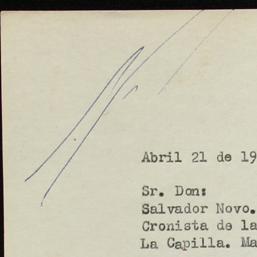 Abril 21 de 19
Sr. Don:
Salvador Novo.
Cronista de la
La Capilla. Ma